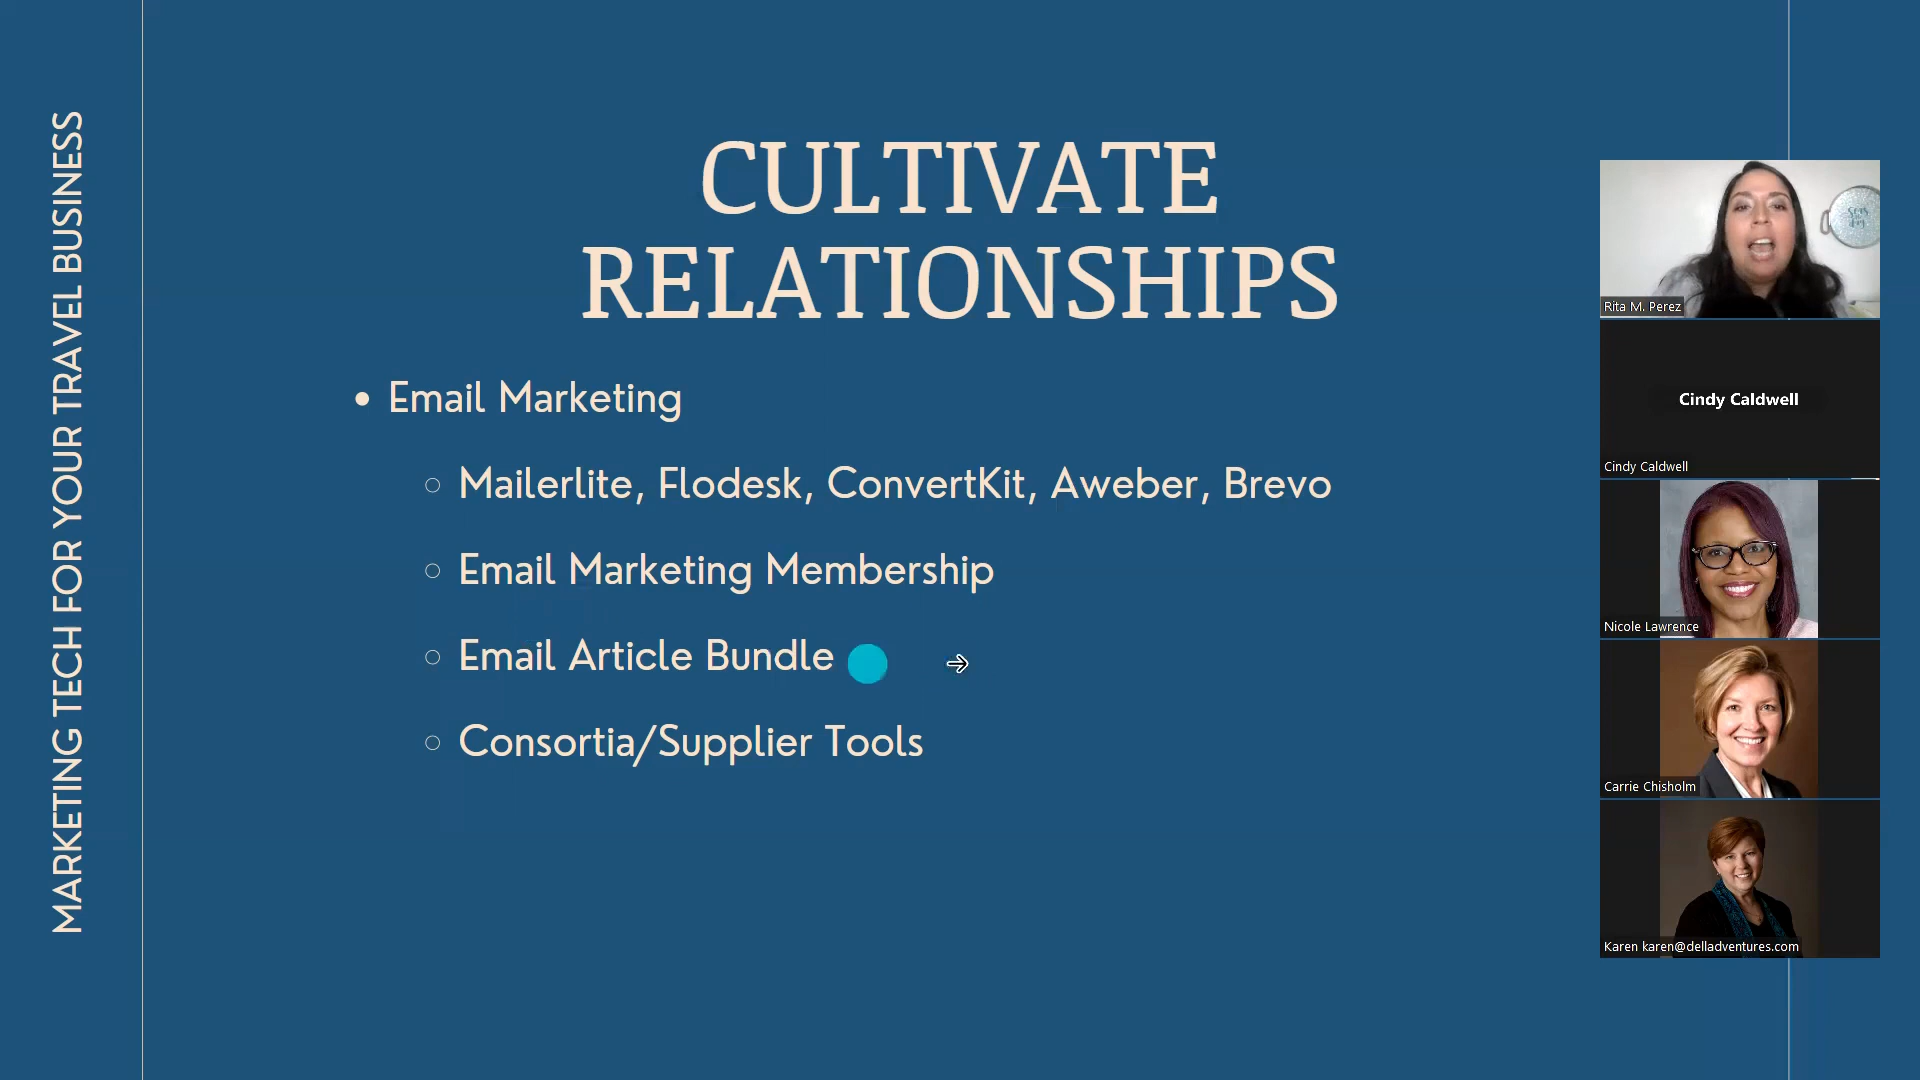 MARKETING TECH FOR YOUR TRAVEL BUSINESS
CULTIVATE
RELATIONSHIPS
Email Marketing
Mailerlite, Flodesk, ConvertKit, Aweber, Brevo
Email Marketing Membership
Email Article Bundle
Consortia/Supplier Tools
Rita M. Perez
Cindy Caldwell
Cindy Caldwell
Nicole Lawrence
Carrie Chisholm
Karen karen@delladventures.com